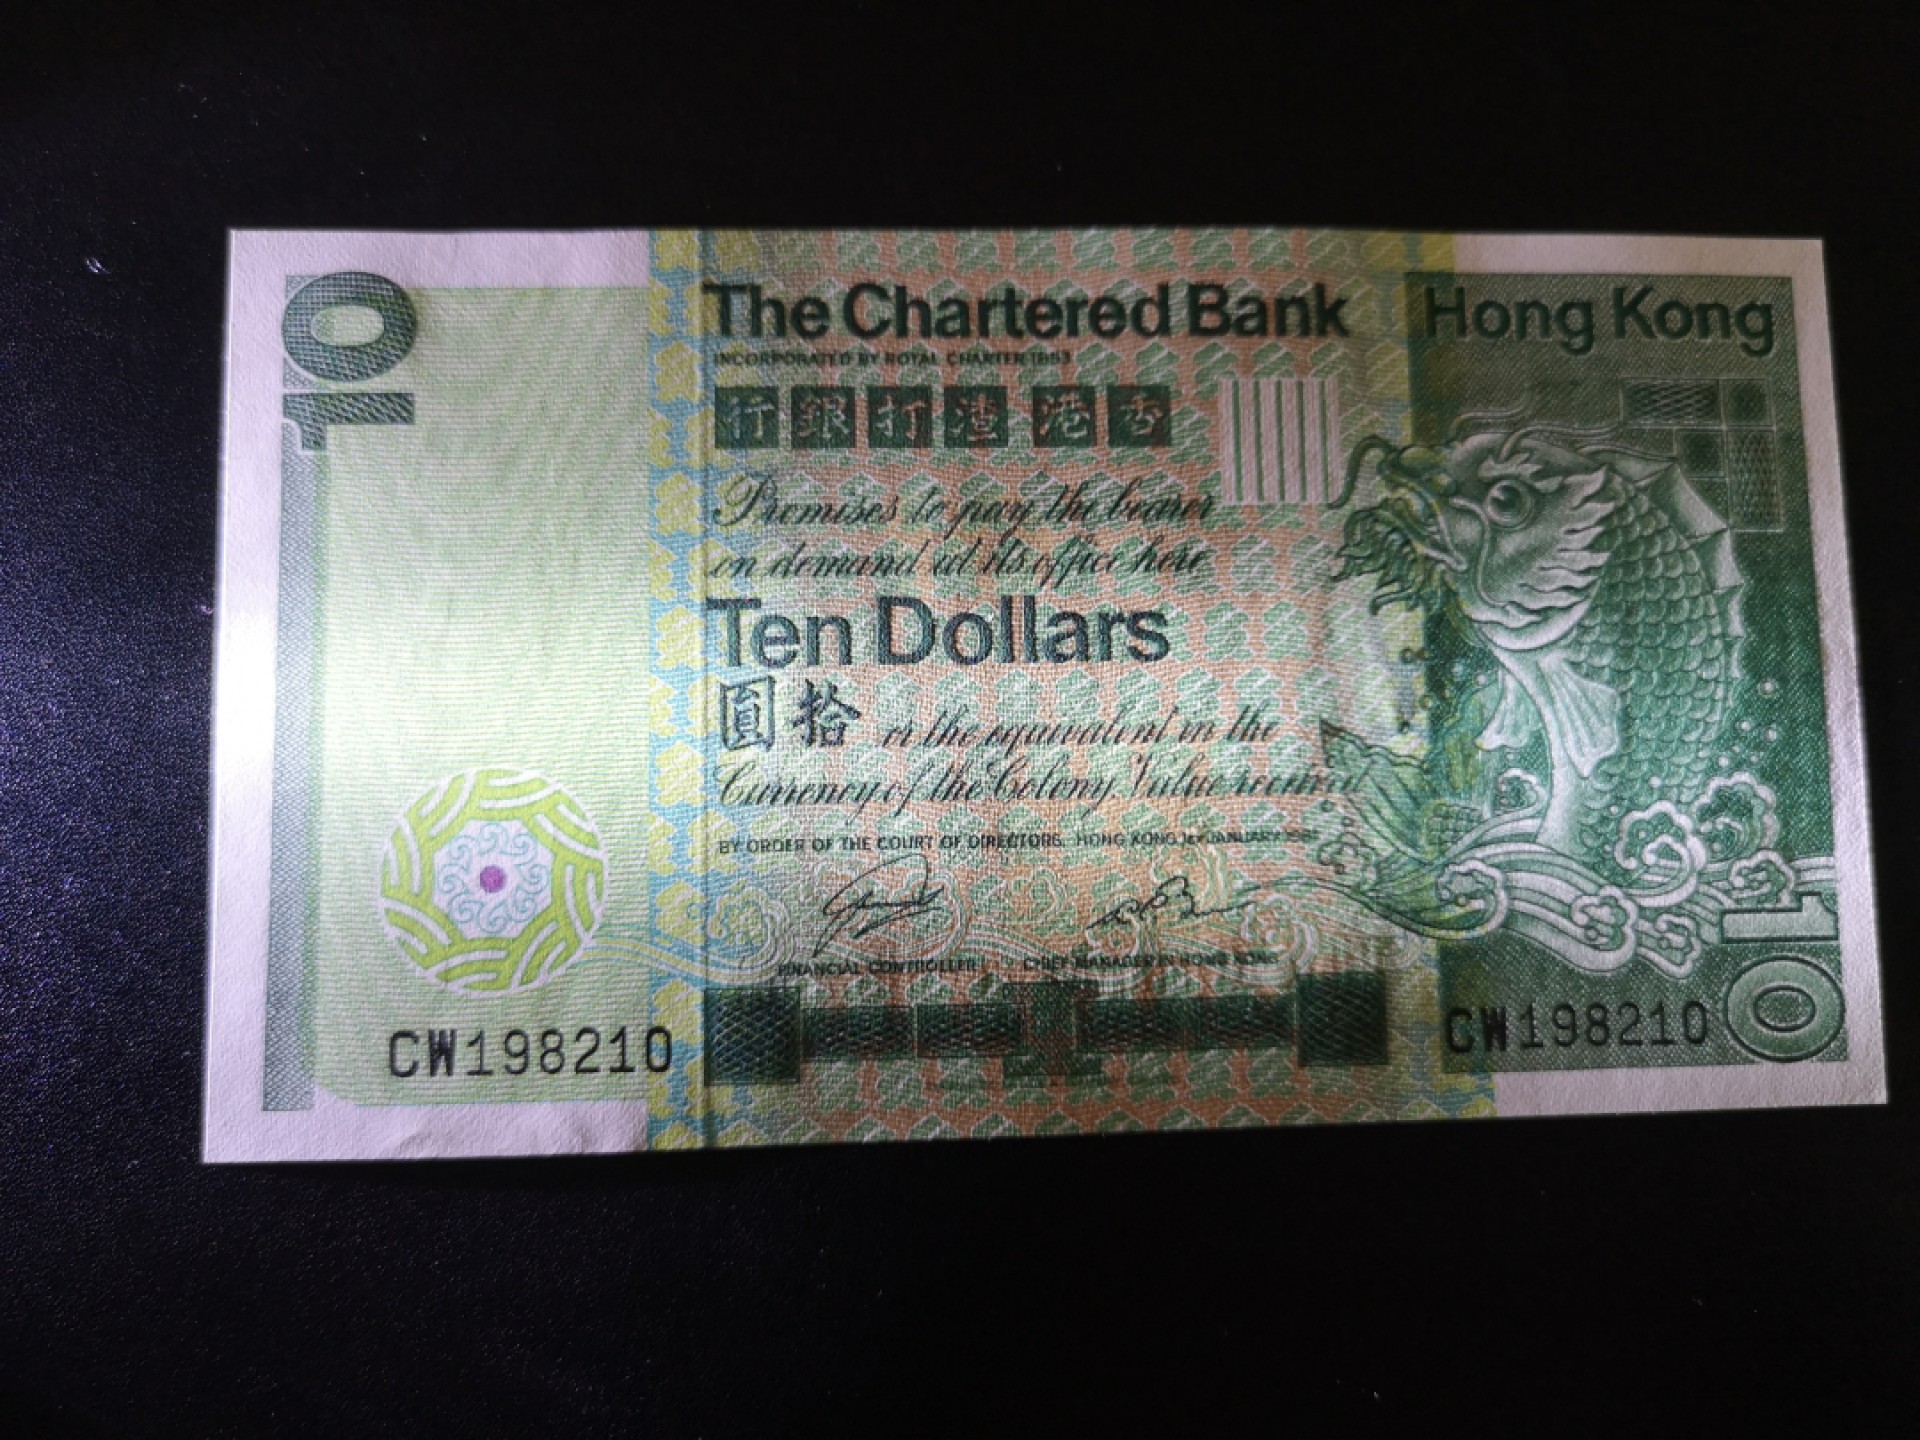 10
The Chartered Bank
Hong Kong
INCORPORATED BY ROYAL CHARTER 1853
行銀打渣港香
Promises to pay the bearer
on demand at its office here
Ten Dollars
圓拾 or the equivalent in the
Currency of the Colony Value received
BY ORDER OF THE COURT OF DIRECTORS, HONG KONG, 1ST JANUARY
FINANCIAL CONTROLLER
CHIEF MANAGER IN HONG KONG
CW198210
CW198210
10